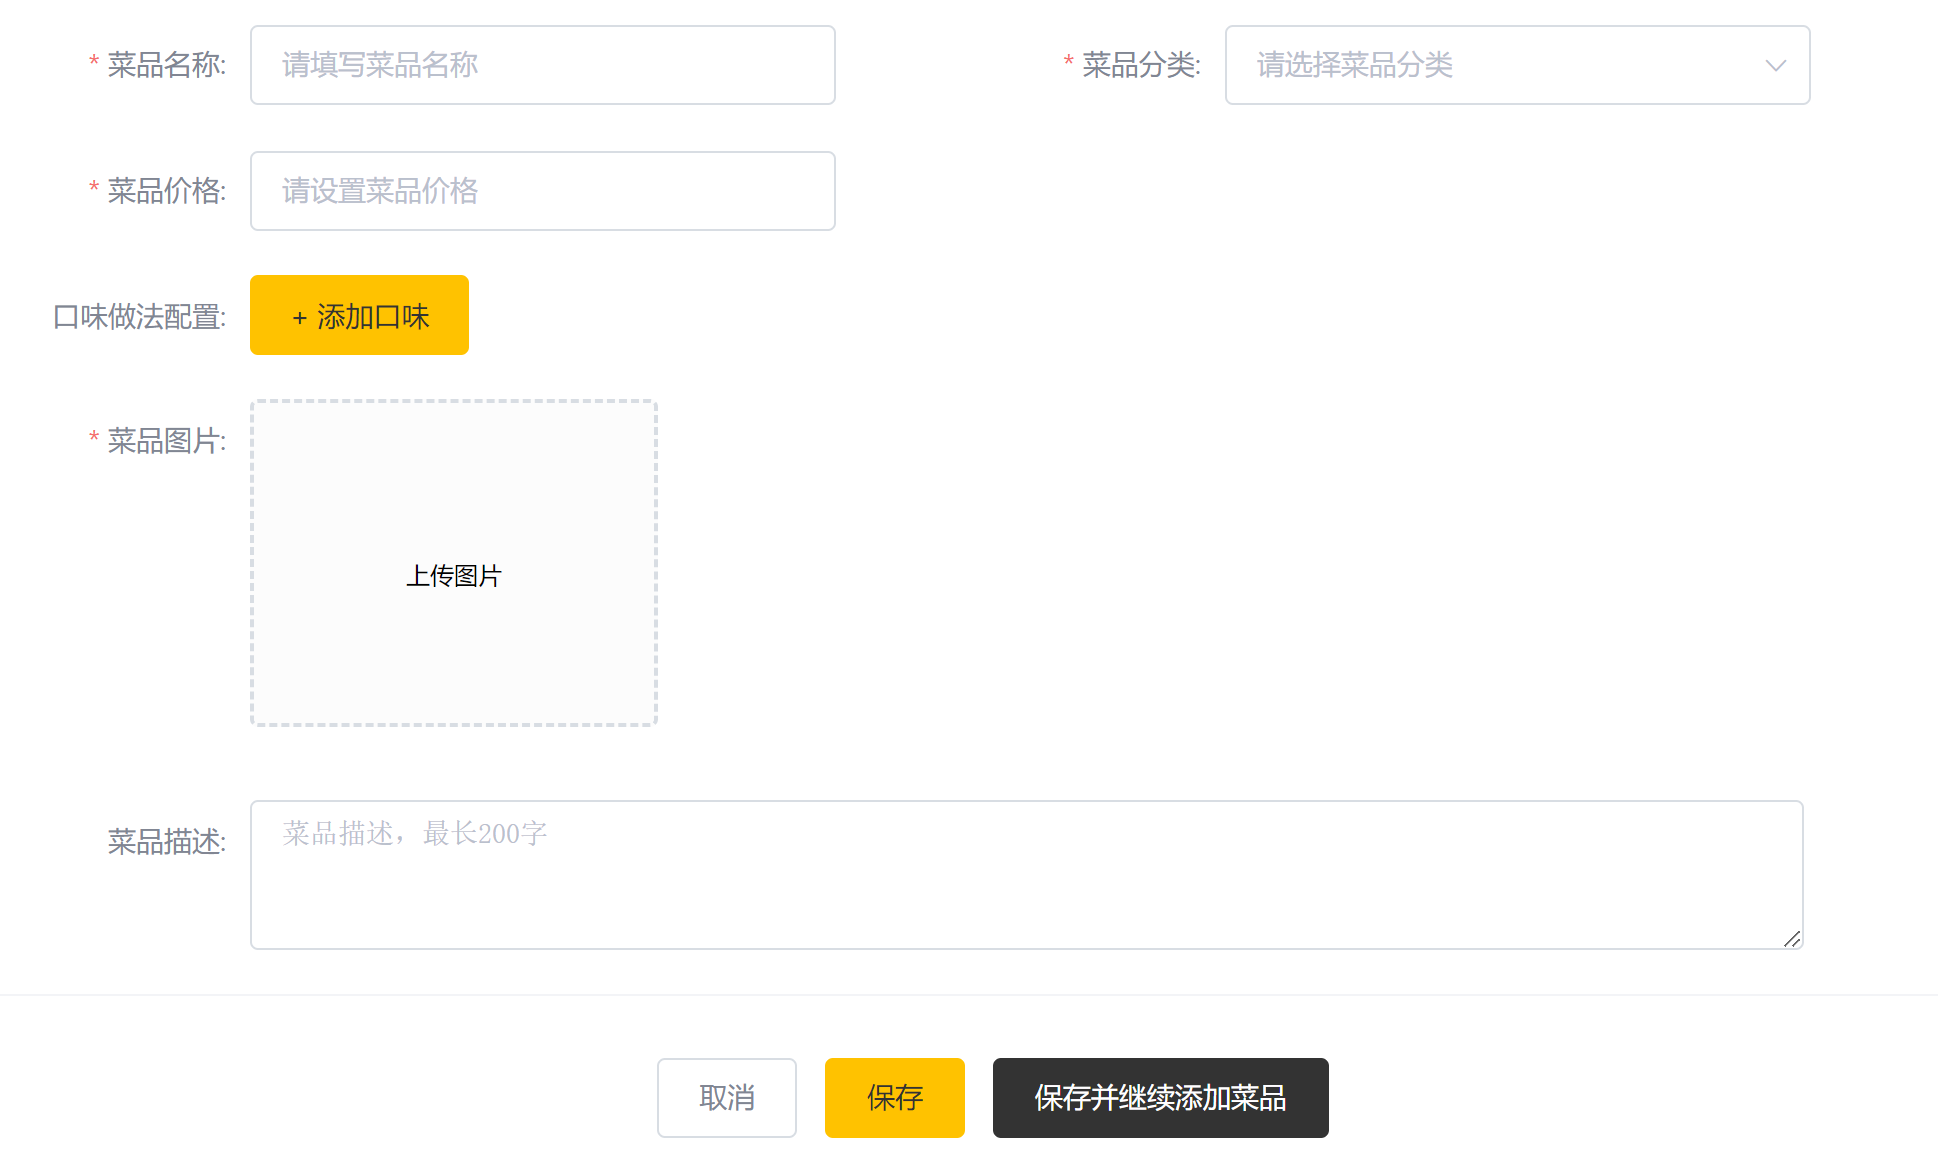 * 菜品名称: 请填写菜品名称
* 菜品分类: 请选择菜品分类
* 菜品价格: 请设置菜品价格
口味做法配置: + 添加口味
* 菜品图片:
上传图片
菜品描述: 菜品描述，最长200字
取消 保存 保存并继续添加菜品